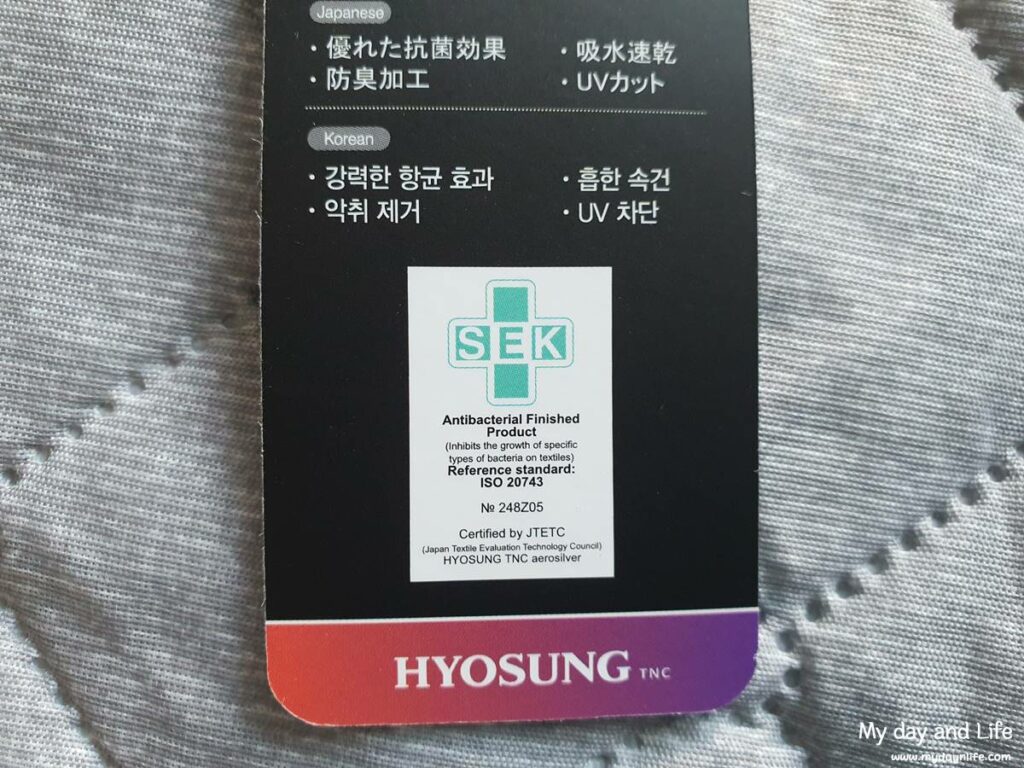 Japanese
・優れた抗菌効果 ・吸水速乾
・防臭加工 ・UVカット
Korean
・강력한 항균 효과 ・흡한 속건
・악취 제거 ・UV 차단
SEK
Antibacterial Finished
Product
(Inhibits the growth of specific
types of bacteria on textiles)
Reference standard:
ISO 20743
№ 248Z05
Certified by JTETC
(Japan Textile Evaluation Technology Council)
HYOSUNG TNC aerosilver
HYOSUNG TNC
My day and Life
www.mydaynlife.com